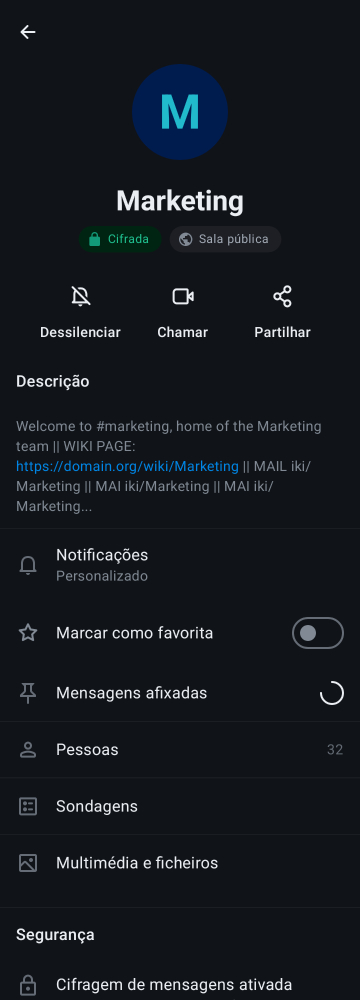 M
Marketing
Cifrada
Sala pública
Dessilenciar
Chamar
Partilhar
Descrição
Welcome to #marketing, home of the Marketing
team || WIKI PAGE:
https://domain.org/wiki/Marketing || MAIL iki/
Marketing || MAI iki/Marketing || MAI iki/
Marketing...
Notificações
Personalizado
Marcar como favorita
Mensagens afixadas
Pessoas
32
Sondagens
Multimédia e ficheiros
Segurança
Cifragem de mensagens ativada